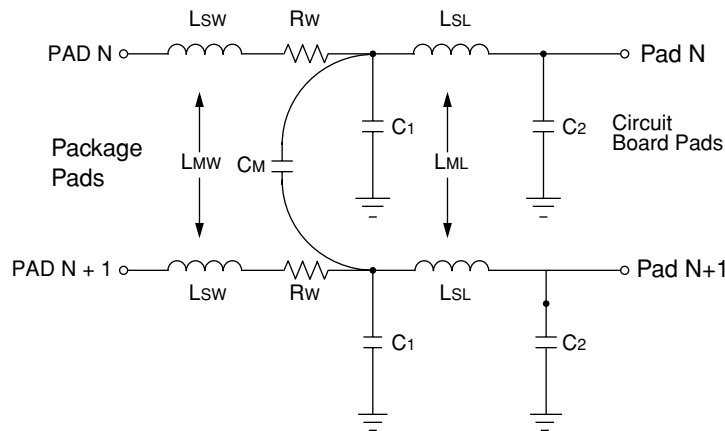 LSW RW LSL
PAD N Pad N
C1 C2 Circuit
Board Pads
Package
Pads
LMW CM LML
PAD N + 1 Pad N+1
LSW RW LSL
C1 C2